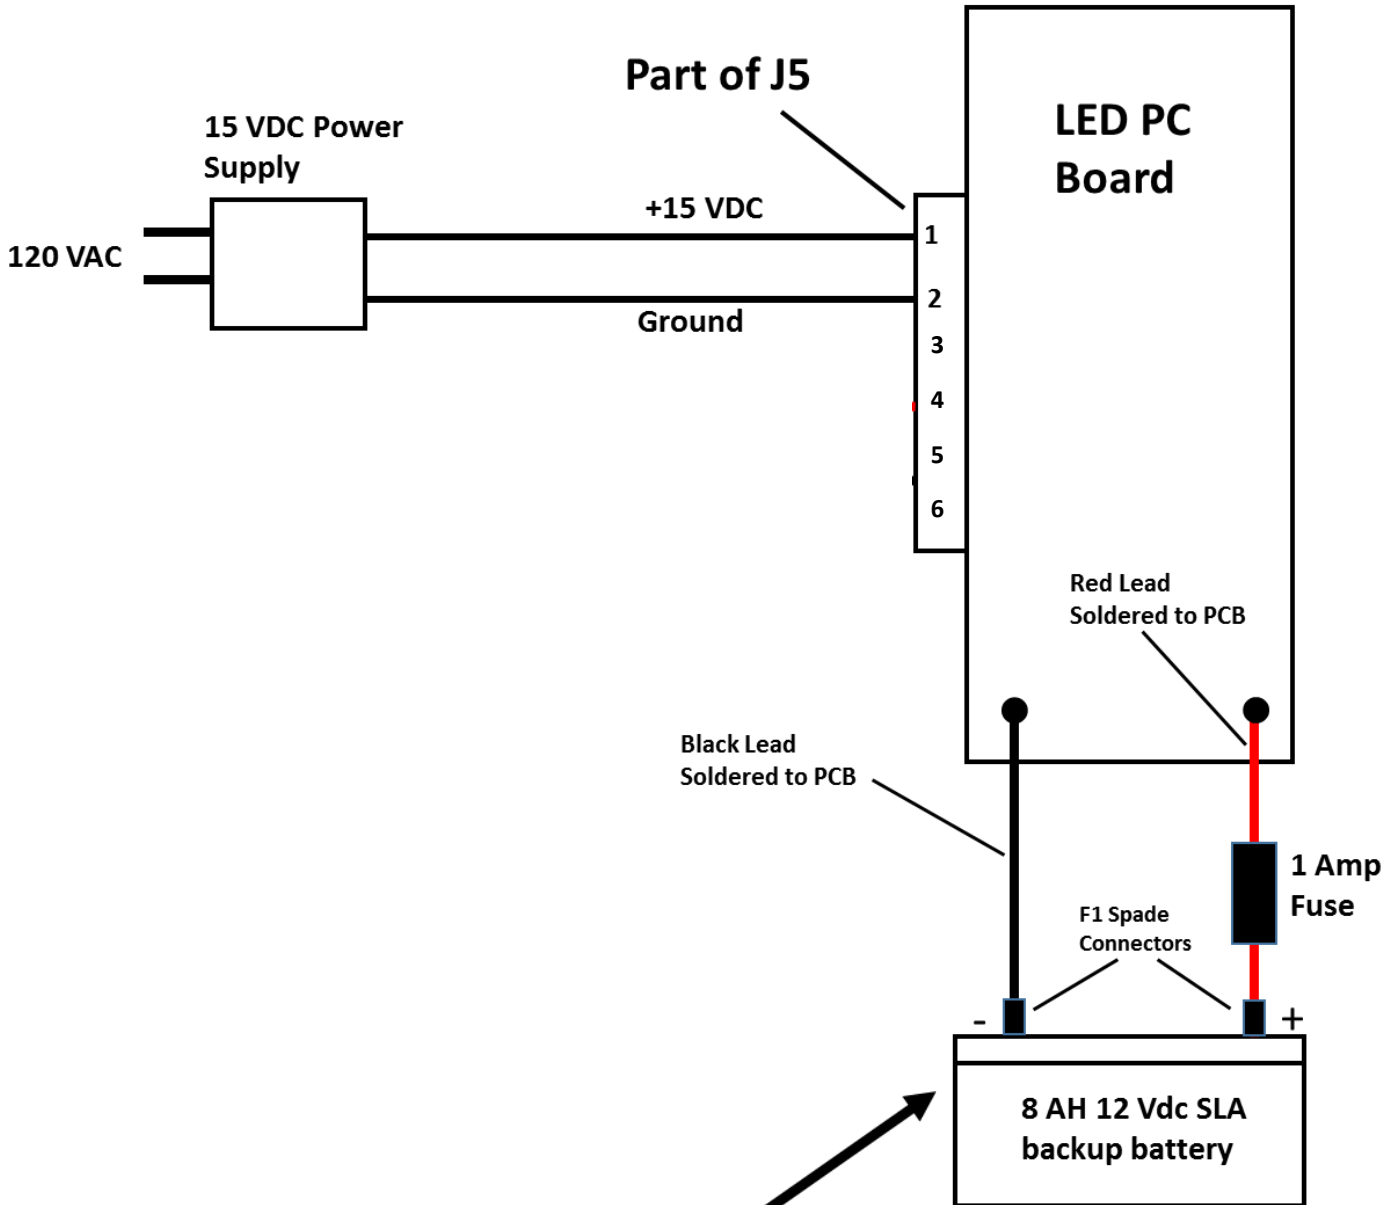 Part of J5
LED PC
Board
15 VDC Power
Supply
+15 VDC
120 VAC
Ground
1
2
3
4
5
6
Red Lead
Soldered to PCB
Black Lead
Soldered to PCB
1 Amp
Fuse
F1 Spade
Connectors
- +
8 AH 12 Vdc SLA
backup battery